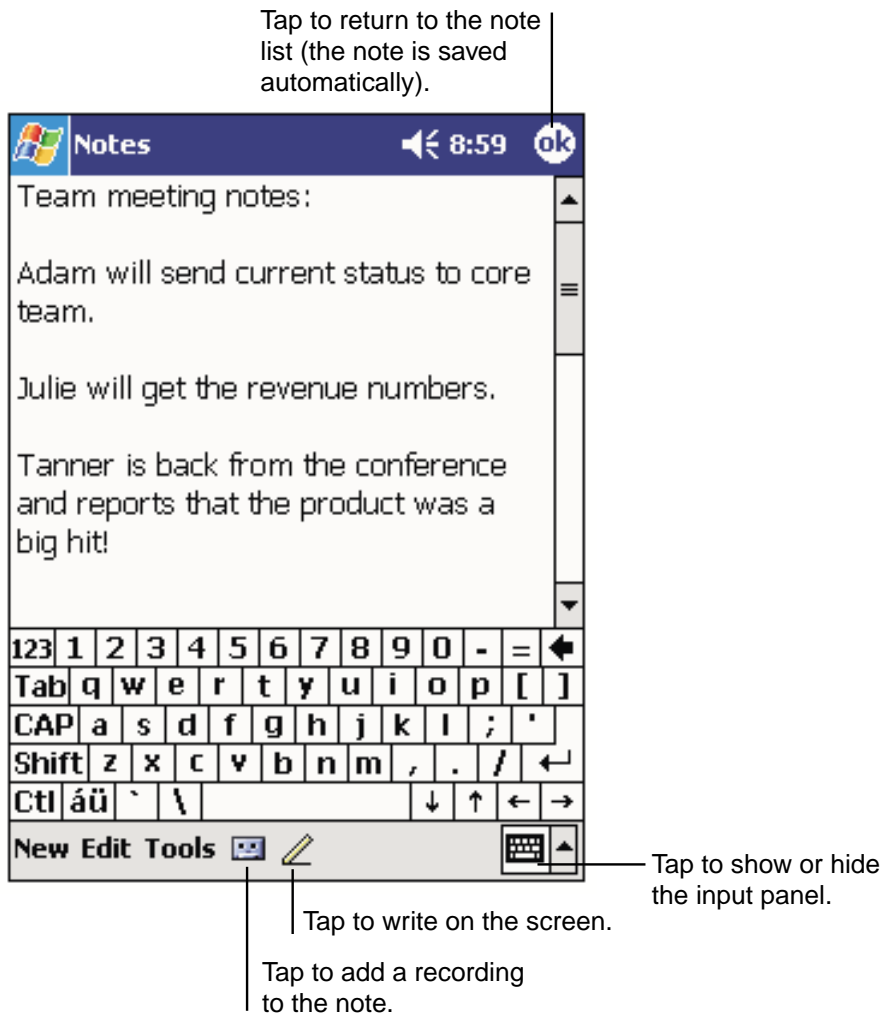 Tap to return to the note
list (the note is saved
automatically).
Notes 8:59 ok
Team meeting notes:
Adam will send current status to core
team.
Julie will get the revenue numbers.
Tanner is back from the conference
and reports that the product was a
big hit!
123 1 2 3 4 5 6 7 8 9 0 - =
Tab q w e r t y u i o p [ ]
CAP a s d f g h j k l ; '
Shift z x c v b n m , . /
Ctl áü ` \ ↓ ↑ ← →
New Edit Tools
Tap to show or hide
the input panel.
Tap to write on the screen.
Tap to add a recording
to the note.